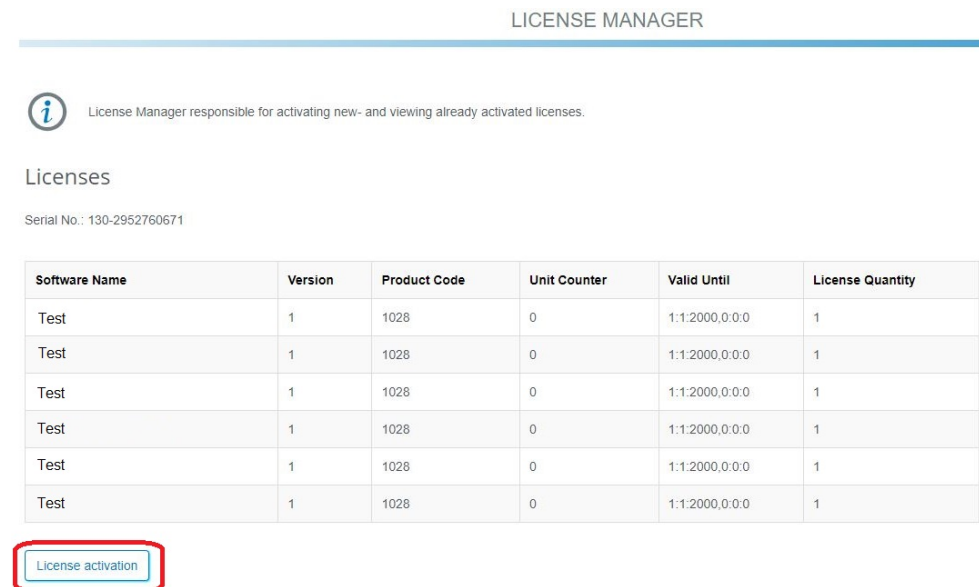 LICENSE MANAGER
i
License Manager responsible for activating new- and viewing already activated licenses.
Licenses
Serial No.: 130-2952760671
Software Name Version Product Code Unit Counter Valid Until License Quantity
Test 1 1028 0 1:1:2000,0:0:0 1
Test 1 1028 0 1:1:2000,0:0:0 1
Test 1 1028 0 1:1:2000,0:0:0 1
Test 1 1028 0 1:1:2000,0:0:0 1
Test 1 1028 0 1:1:2000,0:0:0 1
Test 1 1028 0 1:1:2000,0:0:0 1
License activation